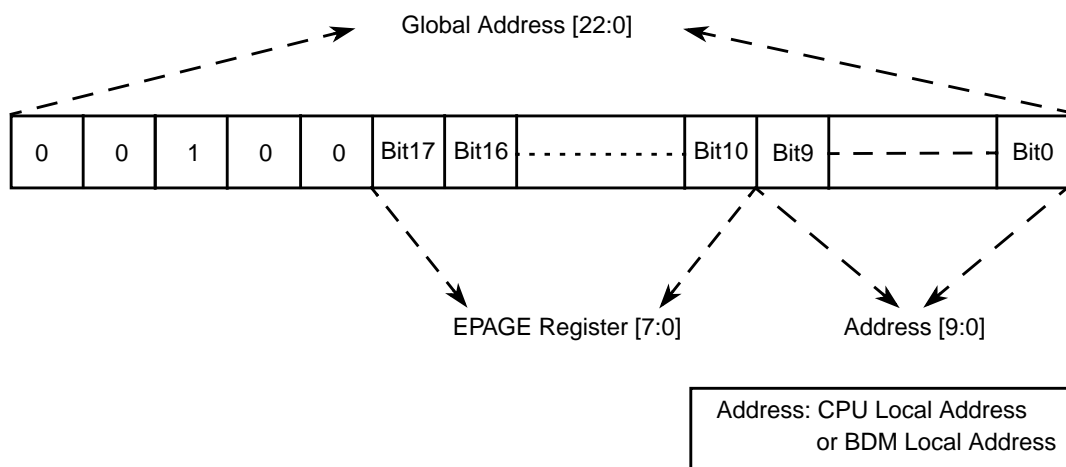 Global Address [22:0]
0 0 1 0 0 Bit17 Bit16 Bit10 Bit9 Bit0
EPAGE Register [7:0] Address [9:0]
Address: CPU Local Address
or BDM Local Address